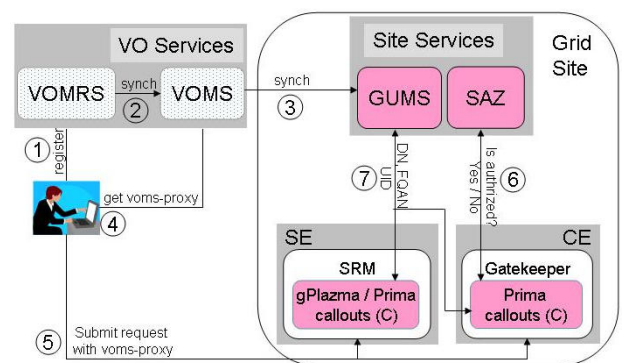 VO Services
VOMRS
synch
2
VOMS
synch
3
Site Services
GUMS
SAZ
Grid
Site
1
register
get voms-proxy
4
7
DN, FQAN
UID
Is authrized?
Yes / No
6
SE
SRM
gPlazma / Prima
callouts (C)
CE
Gatekeeper
Prima
callouts (C)
5
Submit request
with voms-proxy